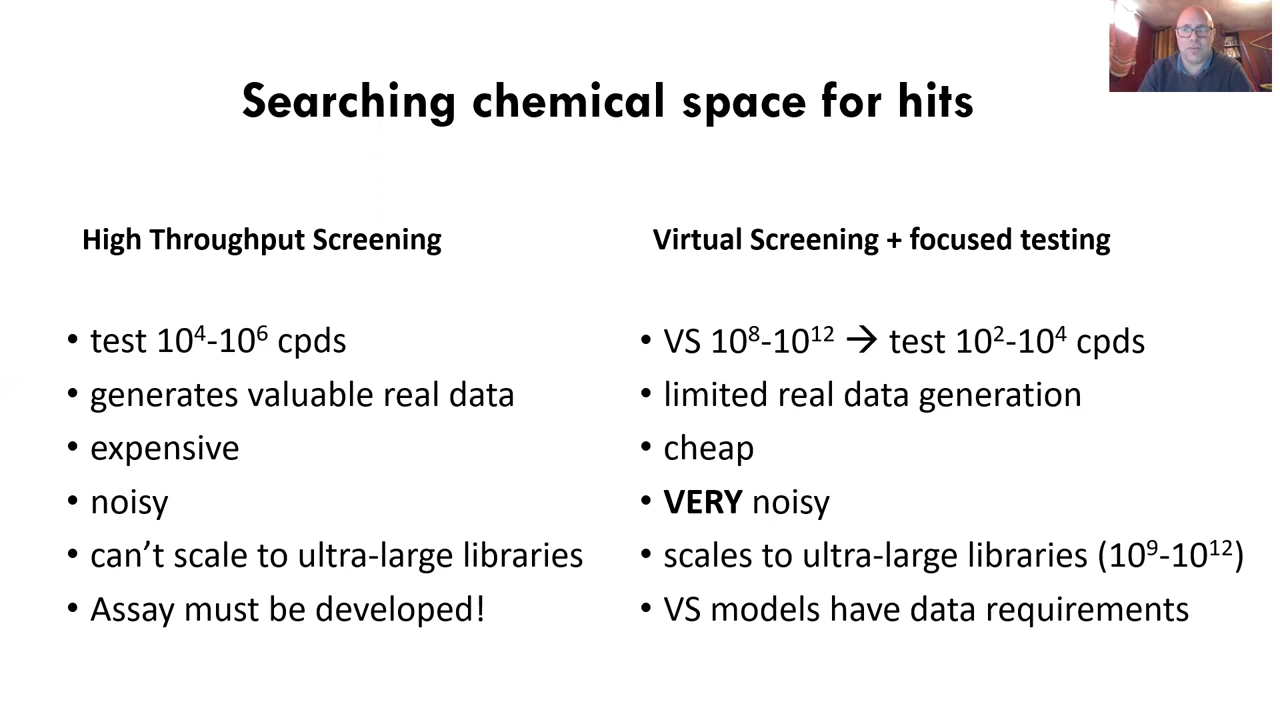 Searching chemical space for hits
High Throughput Screening
• test 10⁴-10⁶ cpds
• generates valuable real data
• expensive
• noisy
• can’t scale to ultra-large libraries
• Assay must be developed!
Virtual Screening + focused testing
• VS 10⁸-10¹² → test 10²-10⁴ cpds
• limited real data generation
• cheap
• VERY noisy
• scales to ultra-large libraries (10⁹-10¹²)
• VS models have data requirements